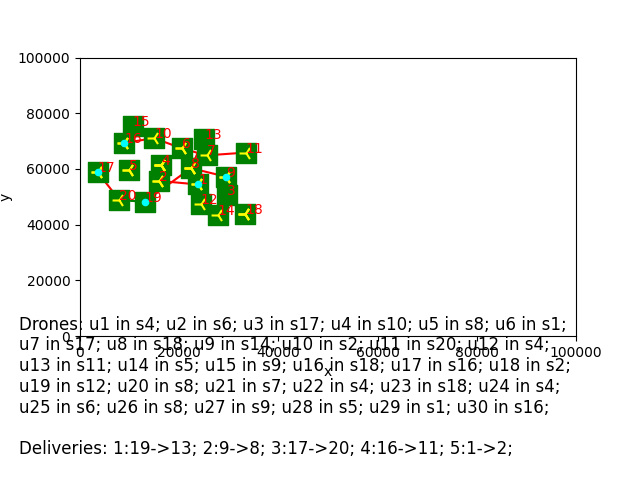 100000
80000
60000
40000
20000
0
y
0 20000 40000 60000 80000 100000
x
Drones: u1 in s4; u2 in s6; u3 in s17; u4 in s10; u5 in s8; u6 in s1;
u7 in s17; u8 in s18; u9 in s14; u10 in s2; u11 in s20; u12 in s4;
u13 in s11; u14 in s5; u15 in s9; u16 in s18; u17 in s16; u18 in s2;
u19 in s12; u20 in s8; u21 in s7; u22 in s4; u23 in s18; u24 in s4;
u25 in s6; u26 in s8; u27 in s9; u28 in s5; u29 in s1; u30 in s16;
Deliveries: 1:19->13; 2:9->8; 3:17->20; 4:16->11; 5:1->2;